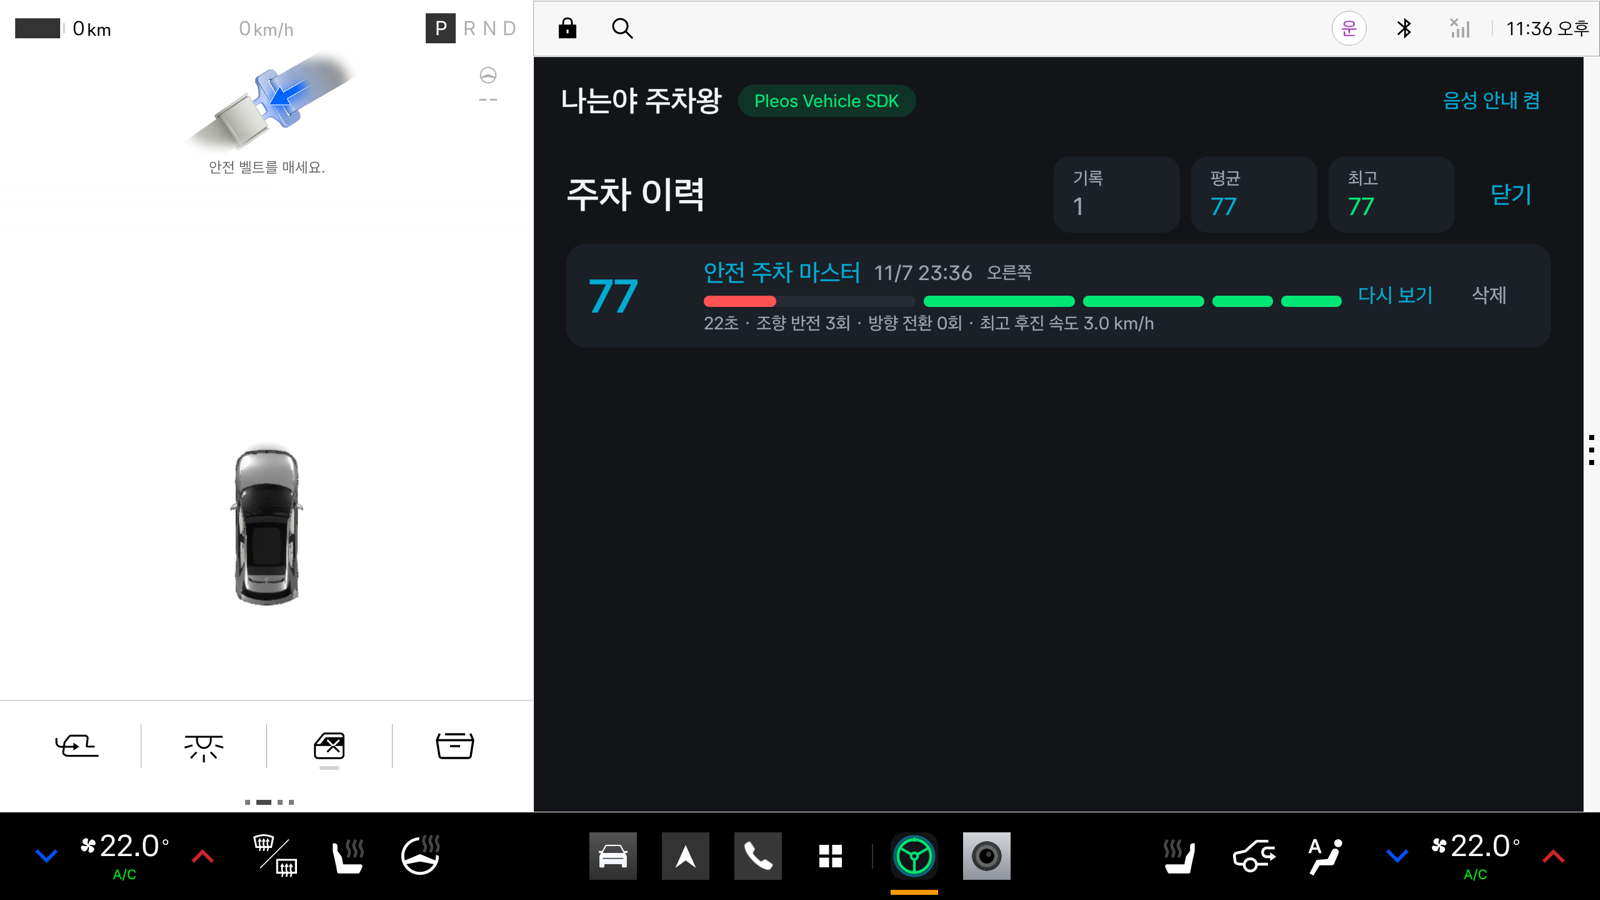 0km
0km/h
P R N D
--
안전 벨트를 매세요.
운
11:36 오후
나는야 주차왕
Pleos Vehicle SDK
음성 안내 켬
주차 이력
기록
1
평균
77
최고
77
닫기
77
안전 주차 마스터 11/7 23:36 오른쪽
22초 · 조향 반전 3회 · 방향 전환 0회 · 최고 후진 속도 3.0 km/h
다시 보기
삭제
22.0°
A/C
A
22.0°
A/C